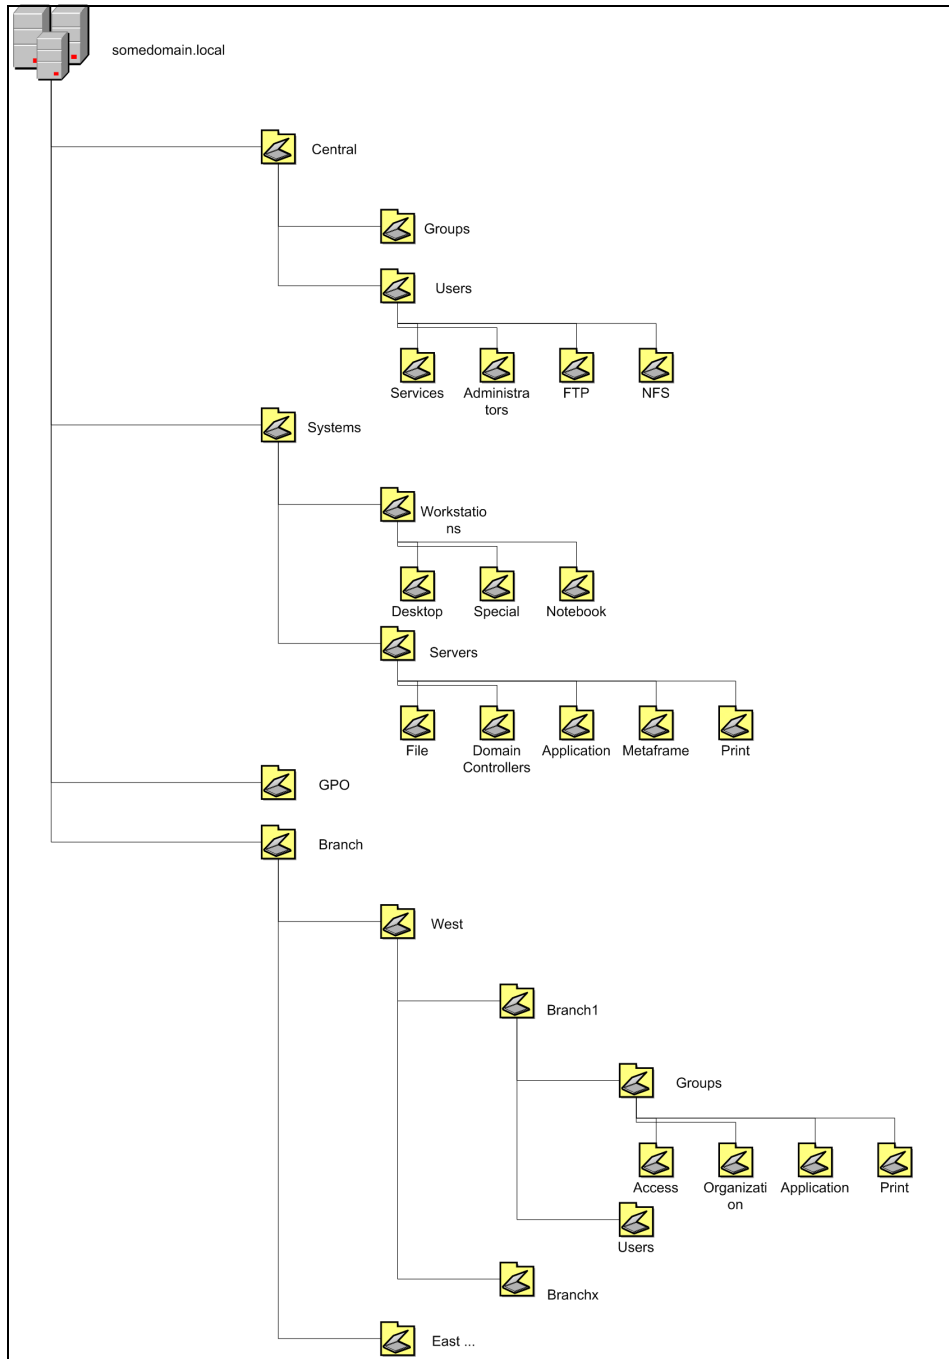 somedomain.local
Central
Groups
Users
Services
Administra
tors
FTP
NFS
Systems
Workstatio
ns
Desktop
Special
Notebook
Servers
File
Domain
Controllers
Application
Metaframe
Print
GPO
Branch
West
Branch1
Groups
Access
Organizati
on
Application
Print
Users
Branchx
East ...